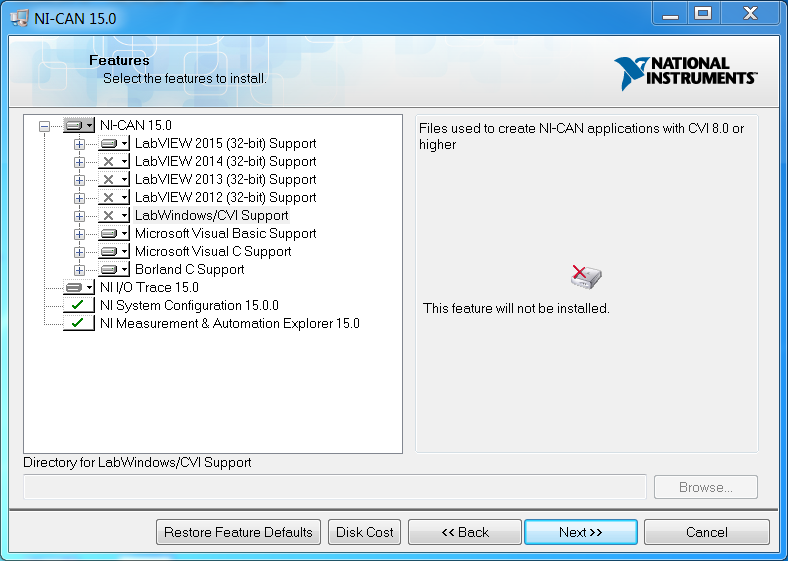 NI-CAN 15.0
Features
Select the features to install.
NATIONAL
INSTRUMENTS™
NI-CAN 15.0
LabVIEW 2015 (32-bit) Support
LabVIEW 2014 (32-bit) Support
LabVIEW 2013 (32-bit) Support
LabVIEW 2012 (32-bit) Support
LabWindows/CVI Support
Microsoft Visual Basic Support
Microsoft Visual C Support
Borland C Support
NI I/O Trace 15.0
NI System Configuration 15.0.0
NI Measurement & Automation Explorer 15.0
Files used to create NI-CAN applications with CVI 8.0 or
higher
This feature will not be installed.
Directory for LabWindows/CVI Support
Browse...
Restore Feature Defaults
Disk Cost
<< Back
Next >>
Cancel